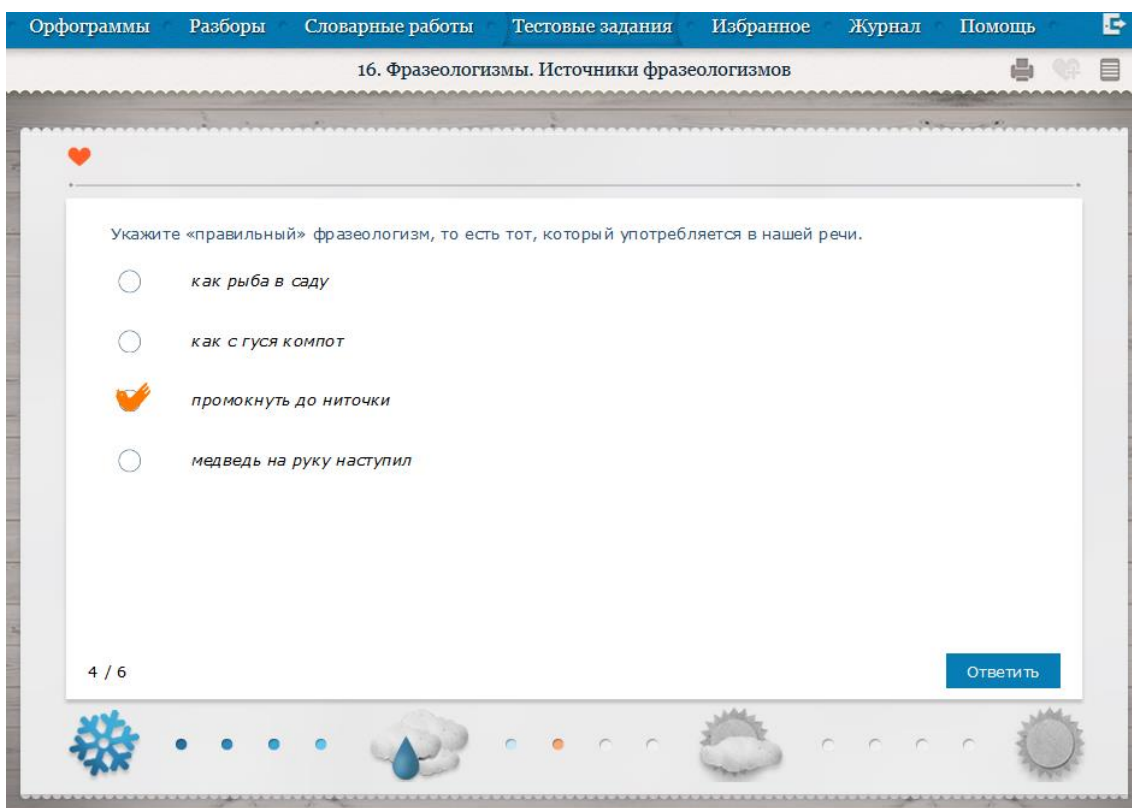 Орфограммы Разборы Словарные работы Тестовые задания Избранное Журнал Помощь
16. Фразеологизмы. Источники фразеологизмов
Укажите «правильный» фразеологизм, то есть тот, который употребляется в нашей речи.
как рыба в саду
как с гуся компот
промокнуть до ниточки
медведь на руку наступил
4 / 6
Ответить